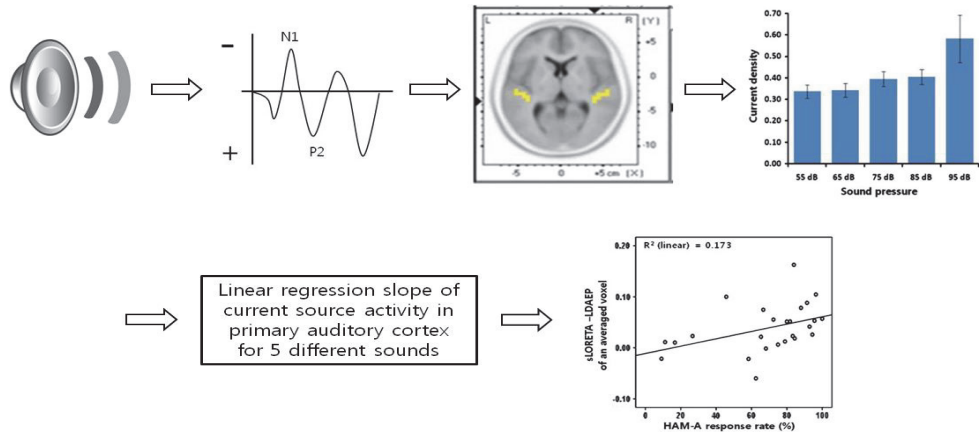 N1
−
+
P2
L
R
(Y)
+5
0
-5
-10
-5
0
+5 cm
(X)
0.70
0.60
0.50
0.40
0.30
0.20
0.10
0.00
Current density
55 dB
65 dB
75 dB
85 dB
95 dB
Sound pressure
Linear regression slope of
current source activity in
primary auditory cortex
for 5 different sounds
R² (linear) = 0.173
0.20
0.10
0.00
-0.10
sLORETA -LDAEP
of an averaged voxel
0
20
40
60
80
100
HAM-A response rate (%)